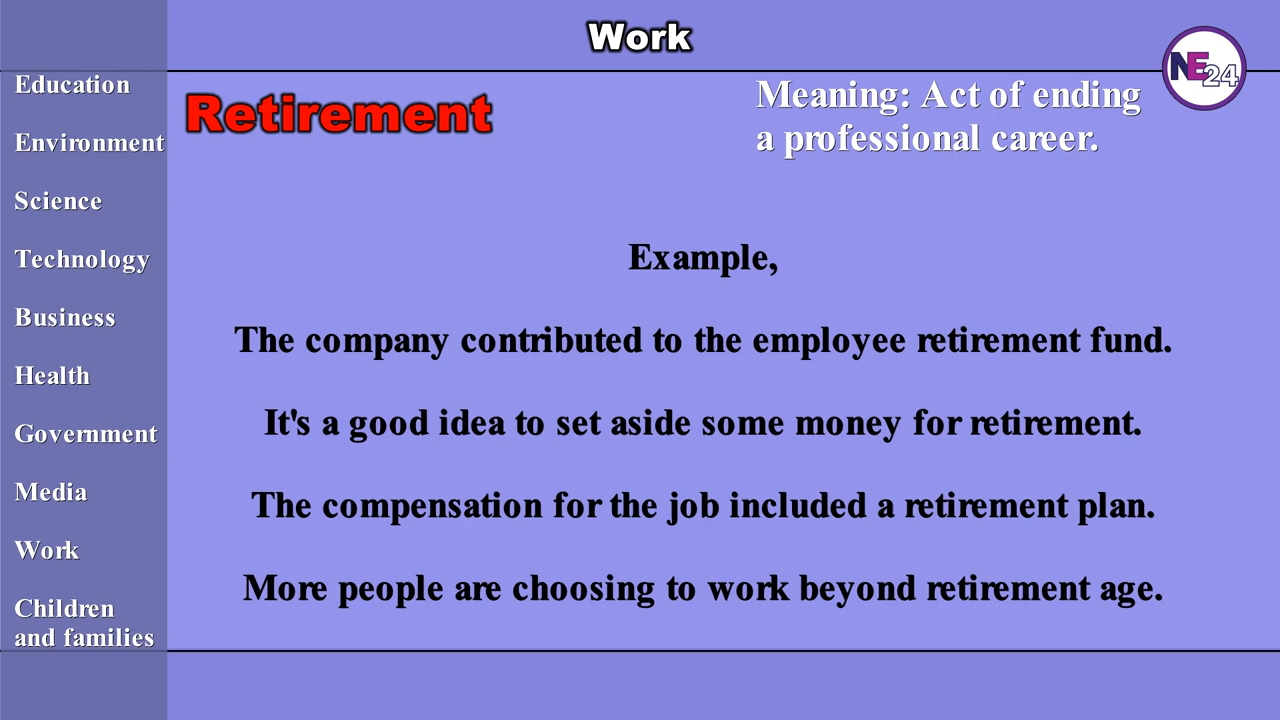 Work
NE24
Education
Environment
Science
Technology
Business
Health
Government
Media
Work
Children
and families
Retirement
Meaning: Act of ending
a professional career.
Example,
The company contributed to the employee retirement fund.
It's a good idea to set aside some money for retirement.
The compensation for the job included a retirement plan.
More people are choosing to work beyond retirement age.